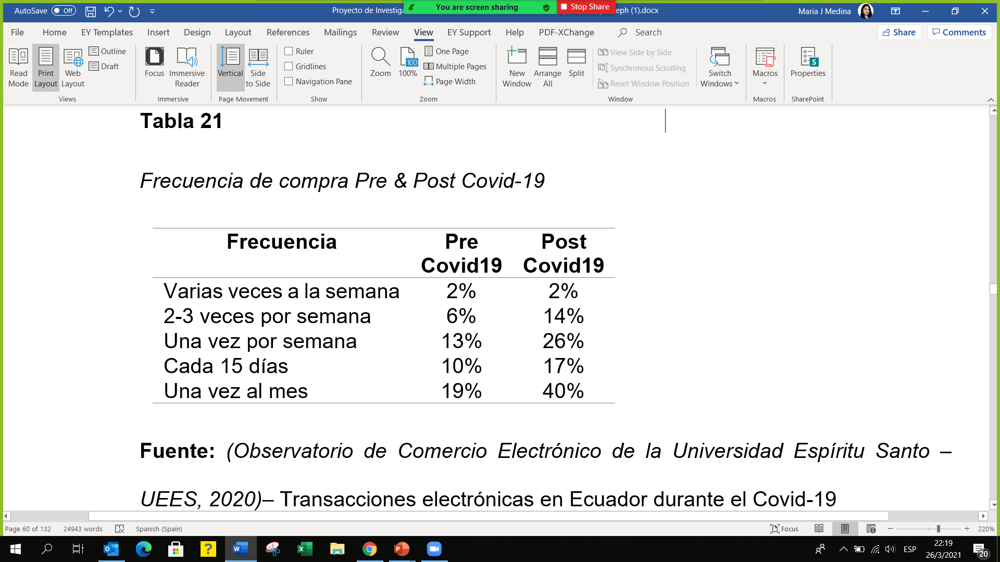 AutoSave Off
Proyecto de Investiga
You are screen sharing
Stop Share
eph (1).docx
Maria J Medina
File Home EY Templates Insert Design Layout References Mailings Review View EY Support Help PDF-XChange Search
Share Comments
Read Mode
Print Layout
Web Layout
Outline
Draft
Views
Focus
Immersive Reader
Immersive
Vertical
Side to Side
Page Movement
Ruler
Gridlines
Navigation Pane
Show
Zoom
100
100%
One Page
Multiple Pages
Page Width
Zoom
New Window
Arrange All
Split
View Side by Side
Synchronous Scrolling
Reset Window Position
Switch Windows
Window
Macros
Macros
Properties
SharePoint
Tabla 21
Frecuencia de compra Pre & Post Covid-19
Frecuencia Pre Covid19 Post Covid19
Varias veces a la semana 2% 2%
2-3 veces por semana 6% 14%
Una vez por semana 13% 26%
Cada 15 días 10% 17%
Una vez al mes 19% 40%
Fuente: (Observatorio de Comercio Electrónico de la Universidad Espíritu Santo –
UEES, 2020)– Transacciones electrónicas en Ecuador durante el Covid-19
Page 60 of 132 24943 words Spanish (Spain) Focus 220%
ESP
22:19
26/3/2021
20